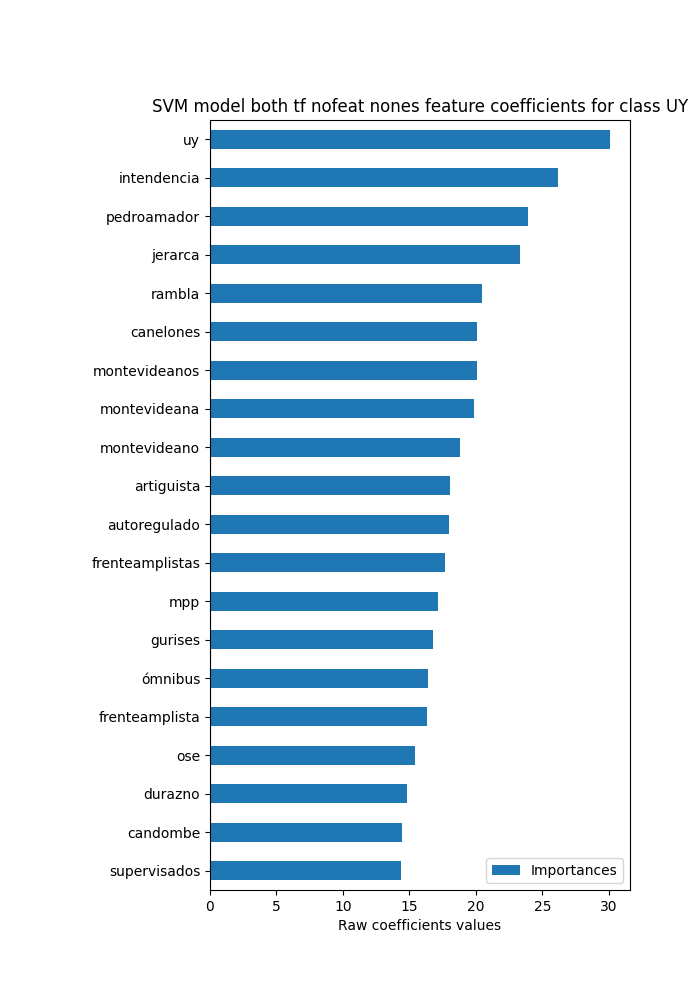 SVM model both tf nofeat nones feature coefficients for class UY
uy
intendencia
pedroamador
jerarca
rambla
canelones
montevideanos
montevideana
montevideano
artiguista
autoregulado
frenteamplistas
mpp
gurises
ómnibus
frenteamplista
ose
durazno
candombe
supervisados
Importances
0 5 10 15 20 25 30
Raw coefficients values